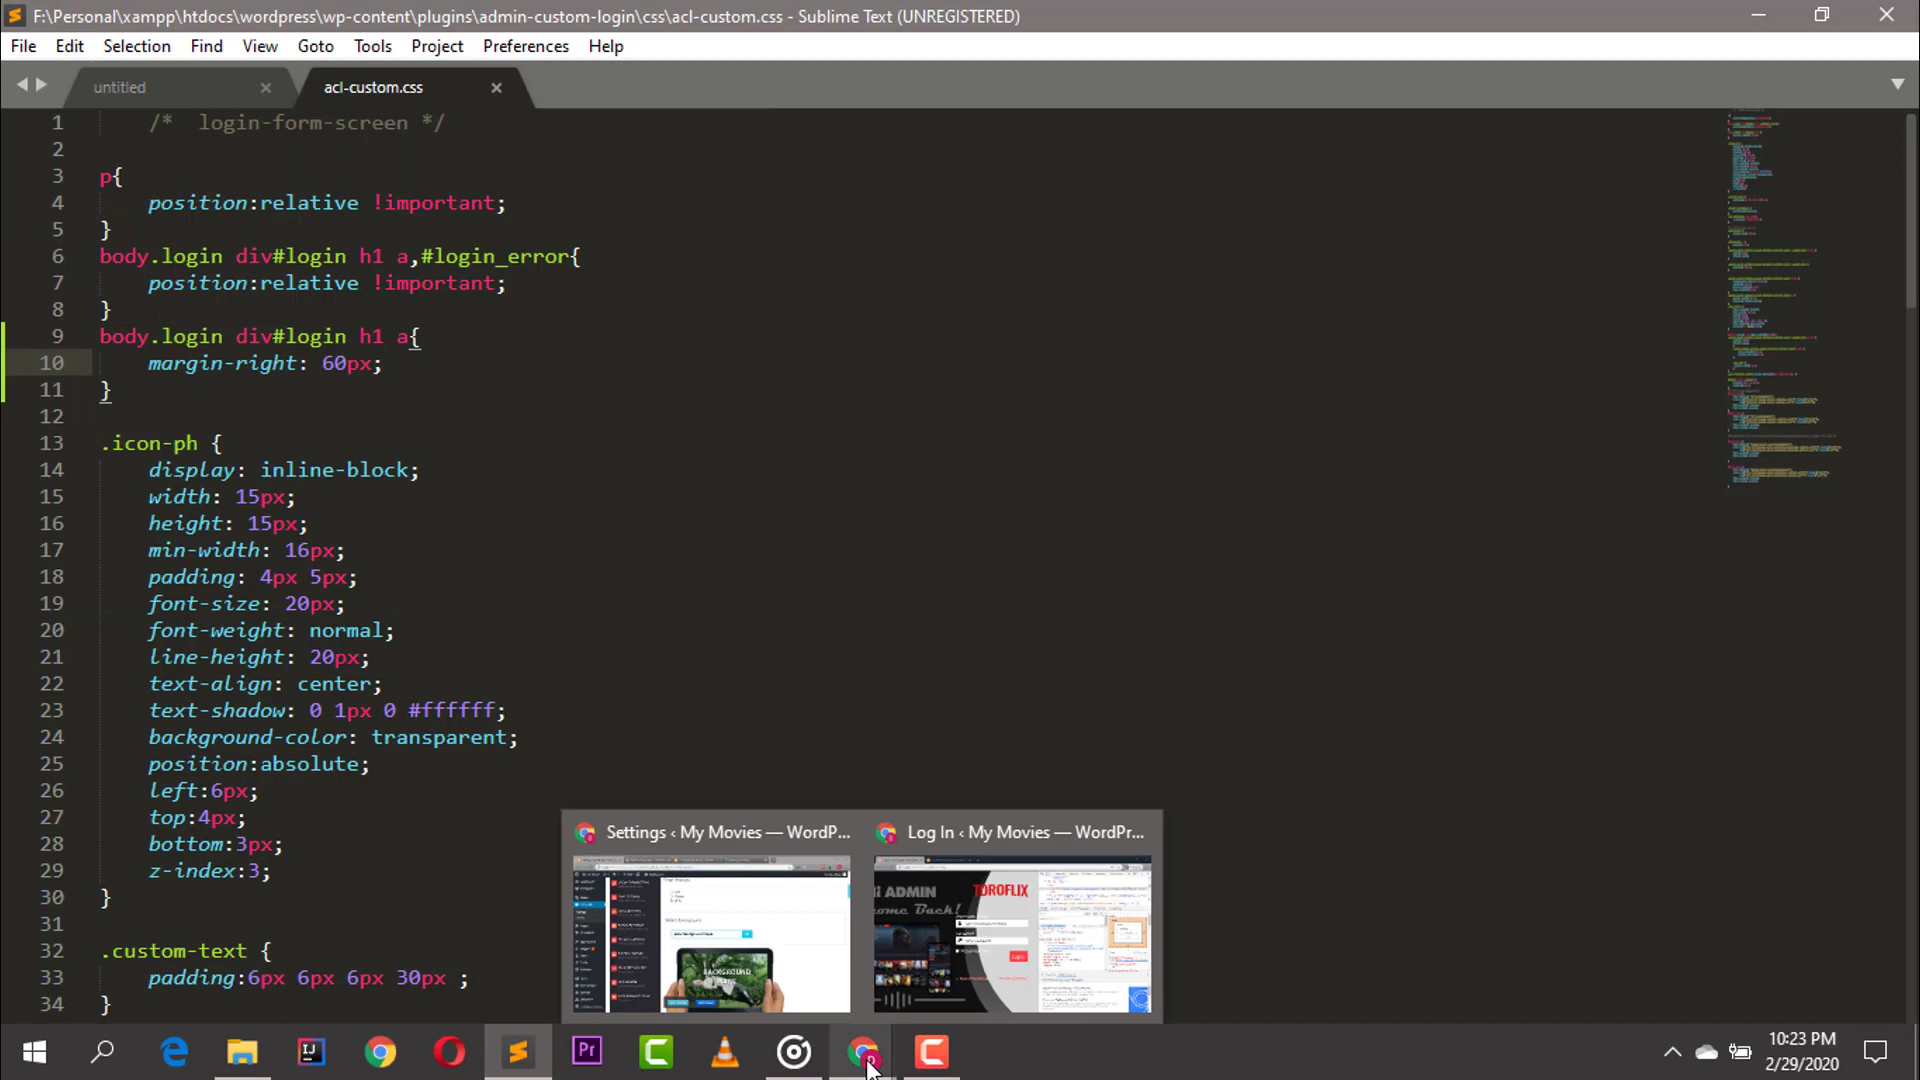 F:\Personal\xampp\htdocs\wordpress\wp-content\plugins\admin-custom-login\css\acl-custom.css - Sublime Text (UNREGISTERED)
File Edit Selection Find View Goto Tools Project Preferences Help
untitled acl-custom.css
1 /*  login-form-screen */
2
3 p{
4 position:relative !important;
5 }
6 body.login div#login h1 a,#login_error{
7 position:relative !important;
8 }
9 body.login div#login h1 a{
10 margin-right: 60px;
11 }
12
13 .icon-ph {
14 display: inline-block;
15 width: 15px;
16 height: 15px;
17 min-width: 16px;
18 padding: 4px 5px;
19 font-size: 20px;
20 font-weight: normal;
21 line-height: 20px;
22 text-align: center;
23 text-shadow: 0 1px 0 #ffffff;
24 background-color: transparent;
25 position:absolute;
26 left:6px;
27 top:4px;
28 bottom:3px;
29 z-index:3;
30 }
31
32 .custom-text {
33 padding:6px 6px 6px 30px ;
34 }
Settings ‹ My Movies — WordP...
Log In ‹ My Movies — WordPr...
ADMIN
TOROFLIX
Back!
BACKGROUND
10:23 PM
2/29/2020